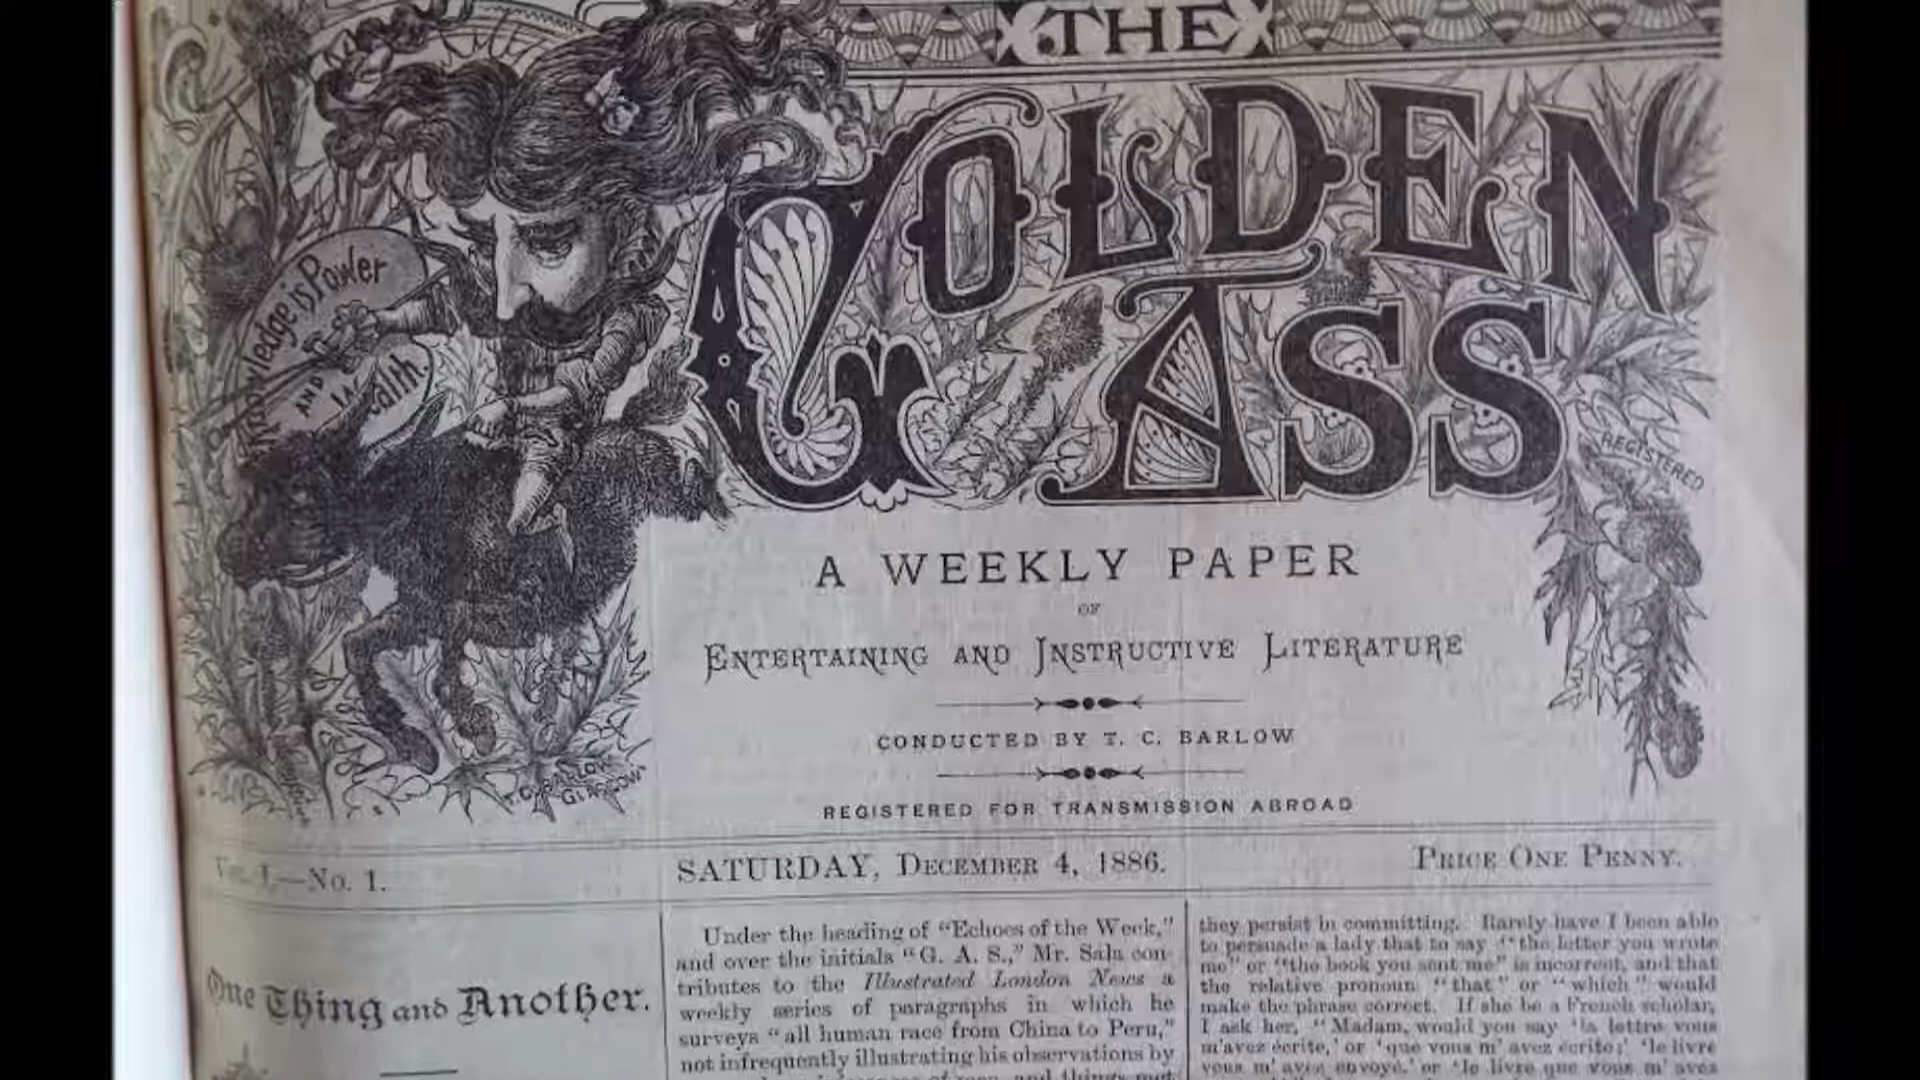 THE
GOLDEN
ASS
Knowledge is Power
AND
Wealth.
REGISTERED
A WEEKLY PAPER
OF
ENTERTAINING AND INSTRUCTIVE LITERATURE
CONDUCTED BY T. C. BARLOW
T. C. BARLOW
GLASGOW
REGISTERED FOR TRANSMISSION ABROAD
Vol. I.—No. 1.
SATURDAY, DECEMBER 4, 1886.
PRICE ONE PENNY.
One Thing and Another.
Under the heading of "Echoes of the Week,"
and over the initials "G. A. S.," Mr. Sala con-
tributes to the Illustrated London News a
weekly series of paragraphs in which he
surveys "all human race from China to Peru,"
not infrequently illustrating his observations by
of men and things met
they persist in committing. Rarely have I been able
to persuade a lady that to say "the letter you wrote
me" or "the book you sent me" is incorrect, and that
the relative pronoun "that" or "which" would
make the phrase correct. If she be a French scholar,
I ask her, "Madam, would you say 'la lettre vous
m'avez écrite,' or 'que vous m' avez écrite;' 'le livre
vous m' avez envoyé,' or 'le livre que vous m' avez